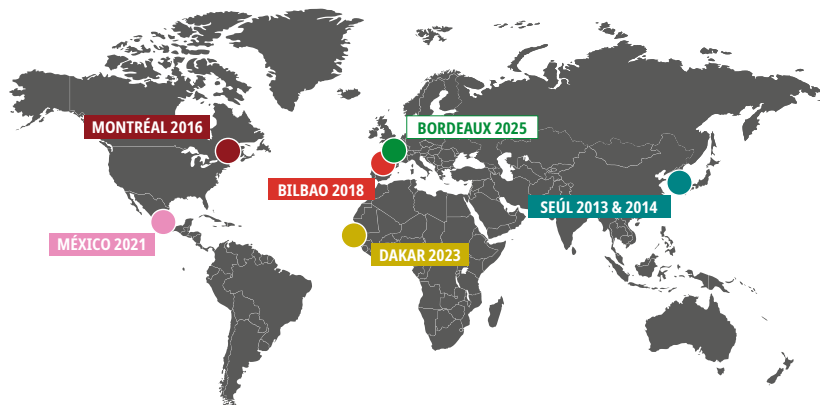 MONTRÉAL 2016
BORDEAUX 2025
BILBAO 2018
SEÚL 2013 & 2014
MÉXICO 2021
DAKAR 2023